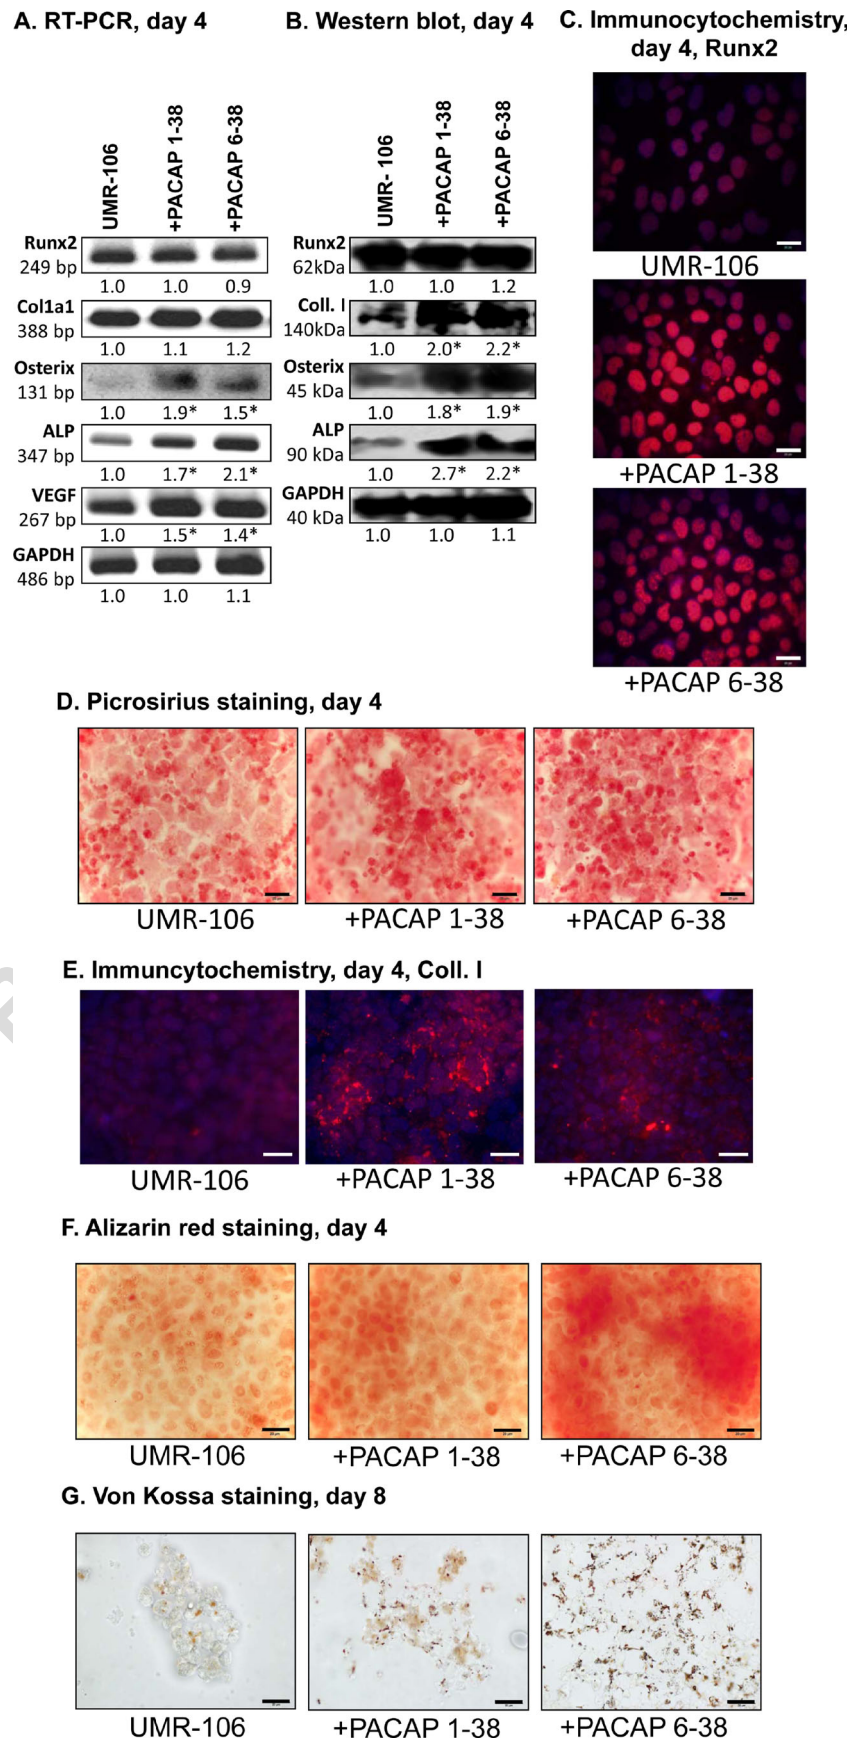 A. RT-PCR, day 4
UMR-106
+PACAP 1-38
+PACAP 6-38
Runx2
249 bp
1.0 1.0 0.9
Col1a1
388 bp
1.0 1.1 1.2
Osterix
131 bp
1.0 1.9* 1.5*
ALP
347 bp
1.0 1.7* 2.1*
VEGF
267 bp
1.0 1.5* 1.4*
GAPDH
486 bp
1.0 1.0 1.1
B. Western blot, day 4
UMR- 106
+PACAP 1-38
+PACAP 6-38
Runx2
62kDa
1.0 1.0 1.2
Coll. I
140kDa
1.0 2.0* 2.2*
Osterix
45 kDa
1.0 1.8* 1.9*
ALP
90 kDa
1.0 2.7* 2.2*
GAPDH
40 kDa
1.0 1.0 1.1
C. Immunocytochemistry,
day 4, Runx2
UMR-106
+PACAP 1-38
+PACAP 6-38
D. Picrosirius staining, day 4
UMR-106 +PACAP 1-38 +PACAP 6-38
E. Immuncytochemistry, day 4, Coll. I
UMR-106 +PACAP 1-38 +PACAP 6-38
F. Alizarin red staining, day 4
UMR-106 +PACAP 1-38 +PACAP 6-38
G. Von Kossa staining, day 8
UMR-106 +PACAP 1-38 +PACAP 6-38